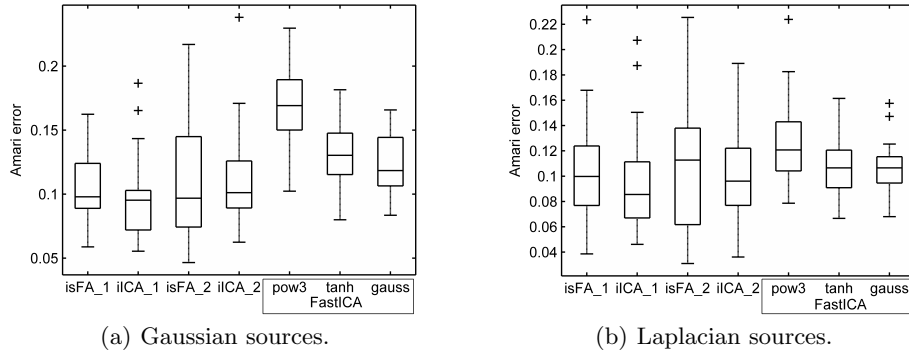 Amari error
0.2
0.15
0.1
0.05
isFA_1 iICA_1 isFA_2 iICA_2 pow3 tanh gauss
FastICA
(a) Gaussian sources.
Amari error
0.22
0.2
0.18
0.16
0.14
0.12
0.1
0.08
0.06
0.04
isFA_1 iICA_1 isFA_2 iICA_2 pow3 tanh gauss
FastICA
(b) Laplacian sources.